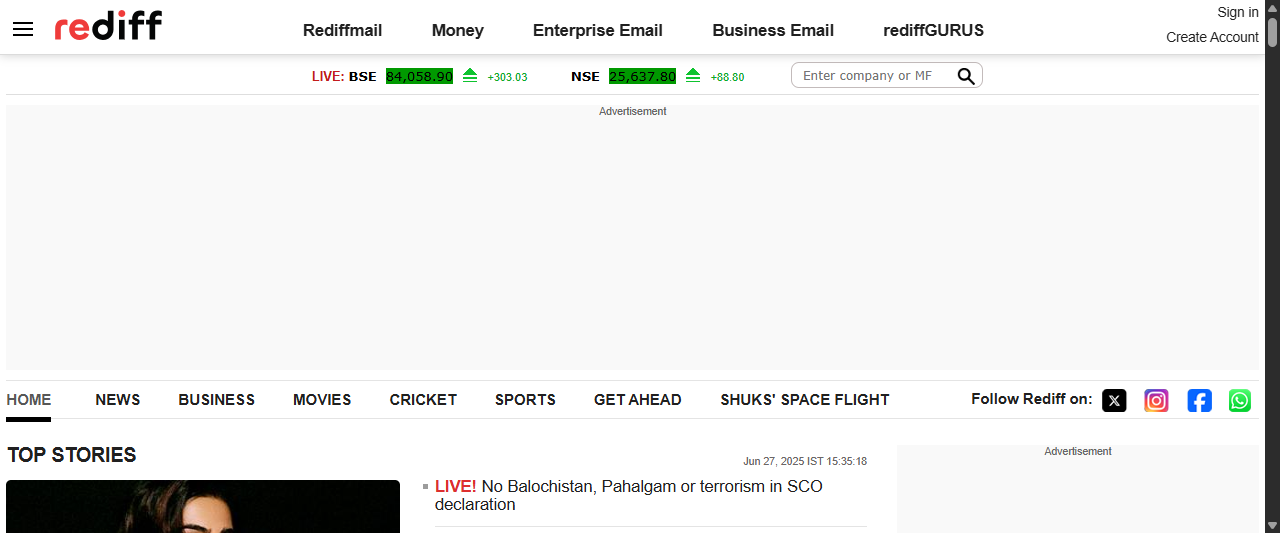 rediff
Rediffmail Money Enterprise Email Business Email rediffGURUS
Sign in
Create Account
LIVE: BSE 84,058.90 +303.03 NSE 25,637.80 +88.80 Enter company or MF
Advertisement
HOME NEWS BUSINESS MOVIES CRICKET SPORTS GET AHEAD SHUKS' SPACE FLIGHT Follow Rediff on:
TOP STORIES
Jun 27, 2025 IST 15:35:18
LIVE! No Balochistan, Pahalgam or terrorism in SCO
declaration
Advertisement